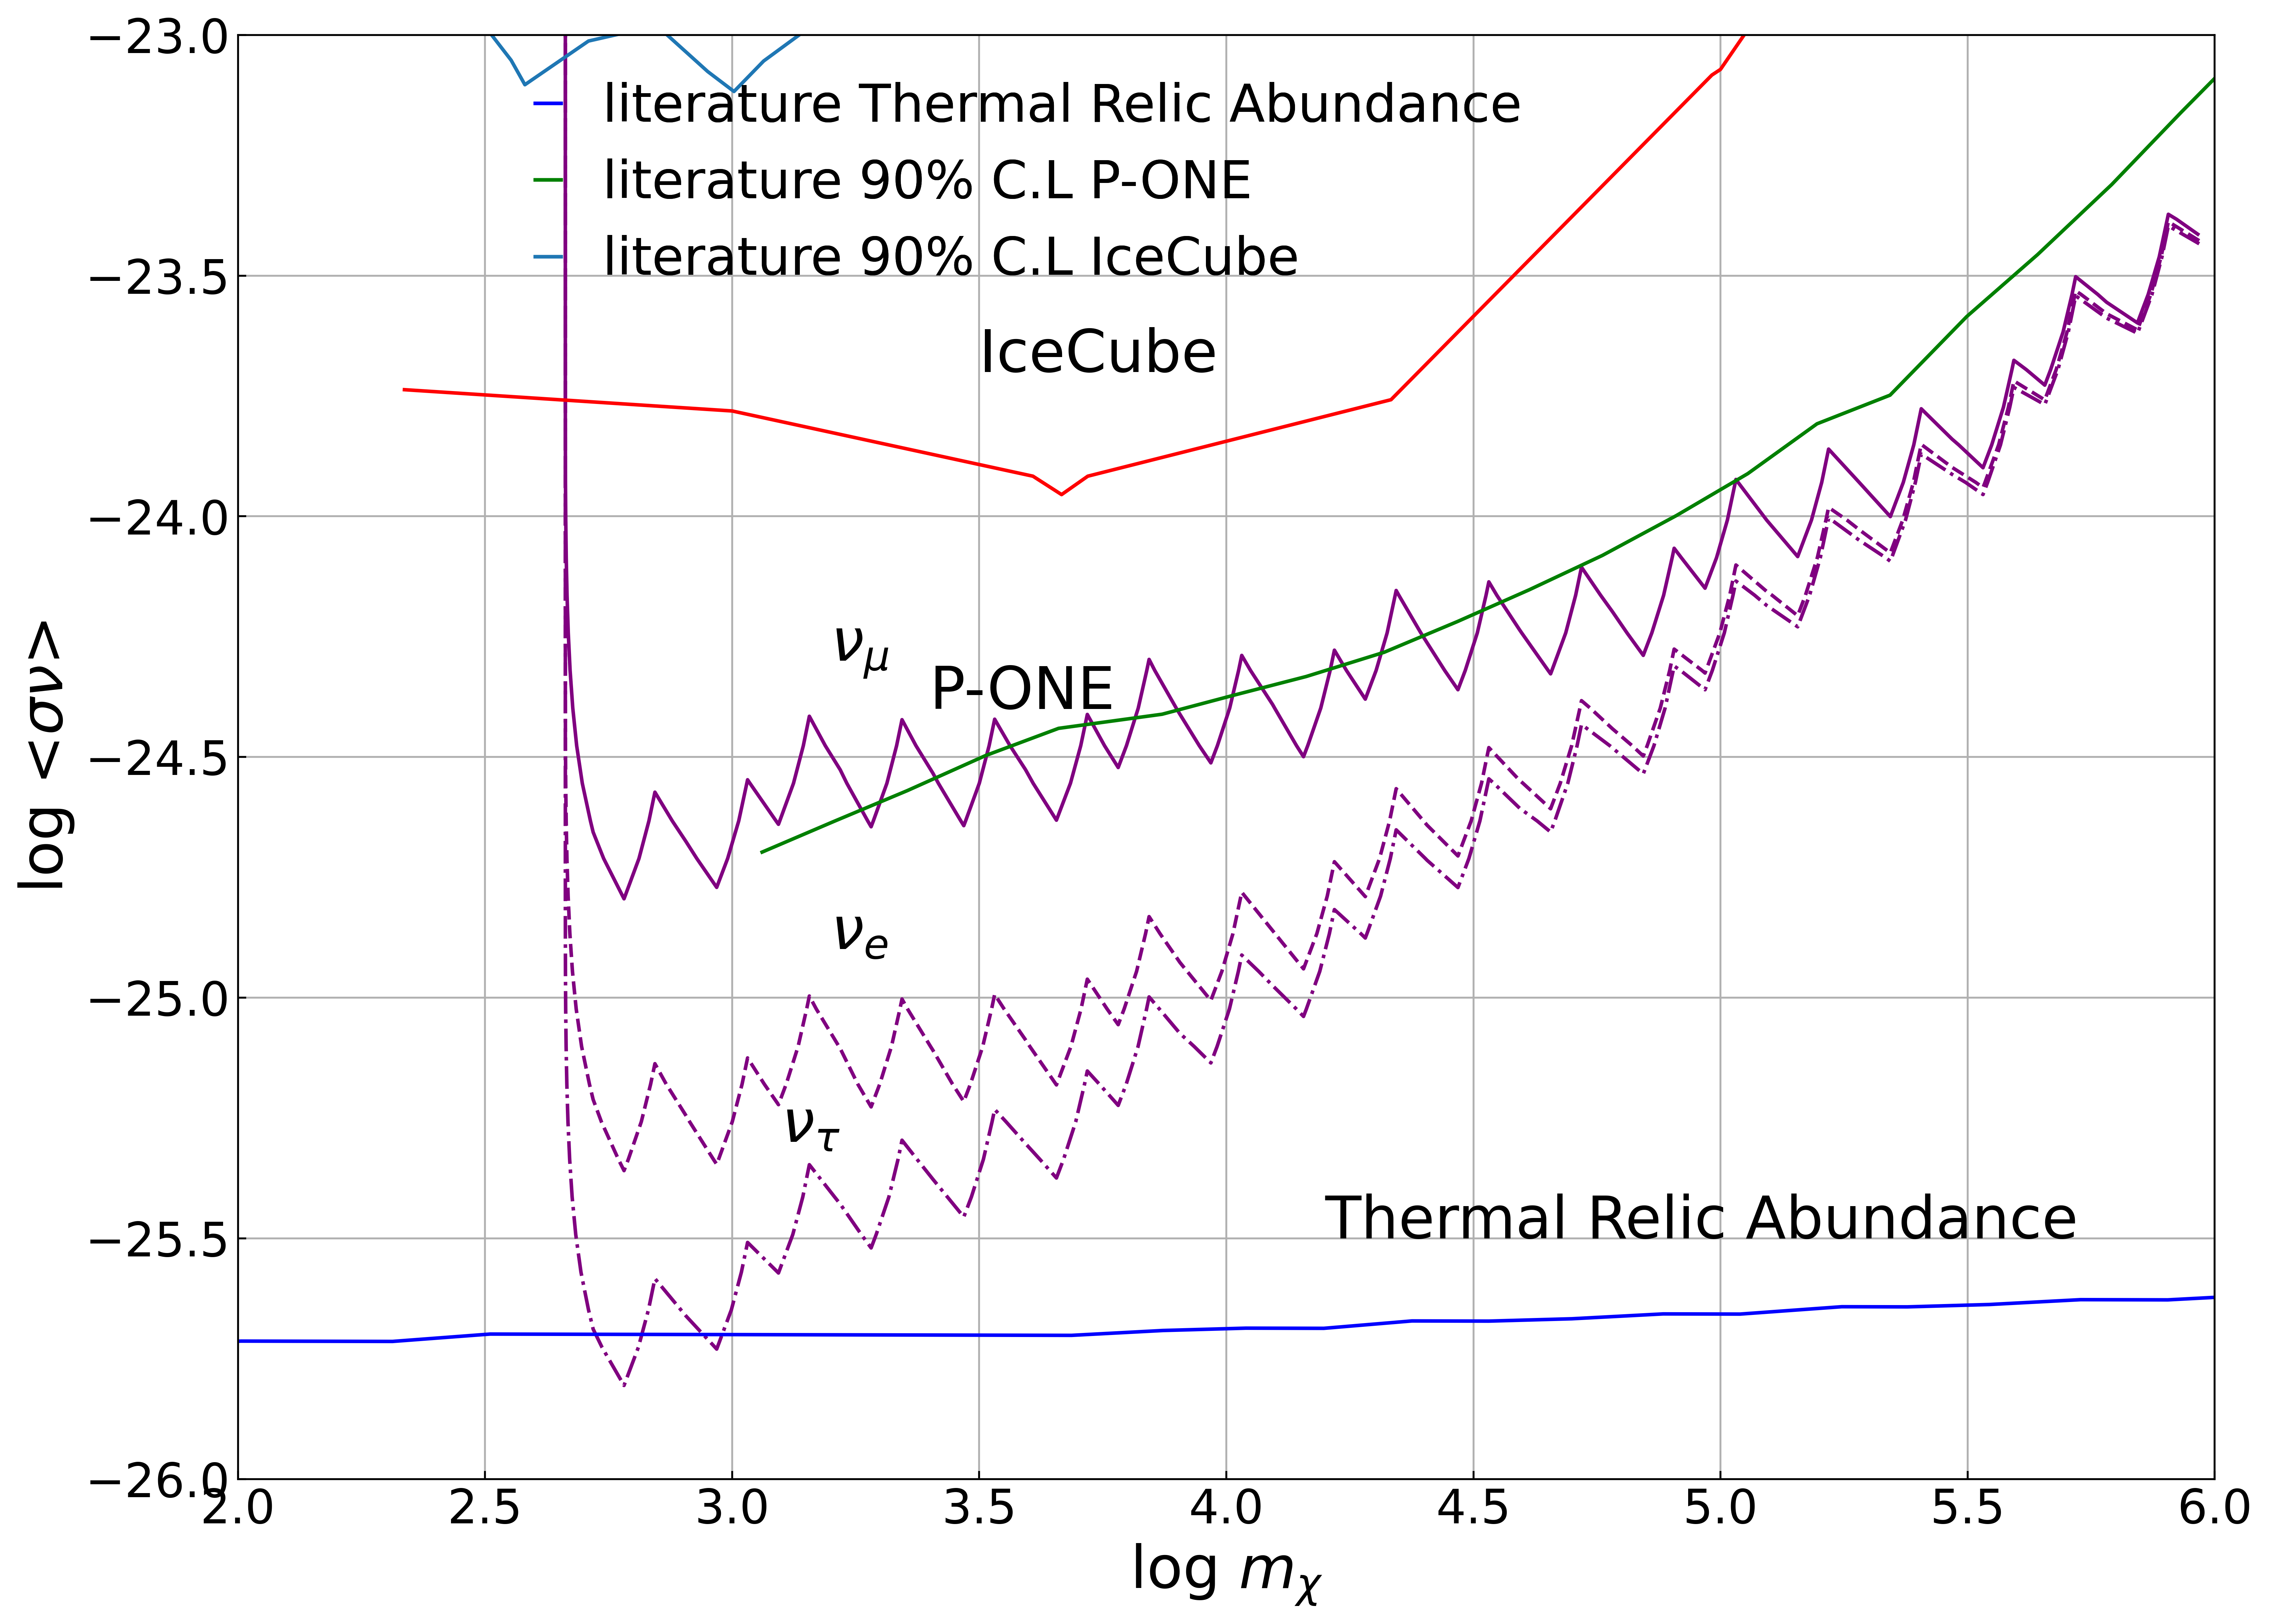 −23.0
literature Thermal Relic Abundance
literature 90% C.L P-ONE
literature 90% C.L IceCube
−23.5
IceCube
−24.0
ν_μ
P-ONE
−24.5
log <σν>
ν_e
−25.0
ν_τ
Thermal Relic Abundance
−25.5
−26.0
2.0 2.5 3.0 3.5 4.0 4.5 5.0 5.5 6.0
log m_χ